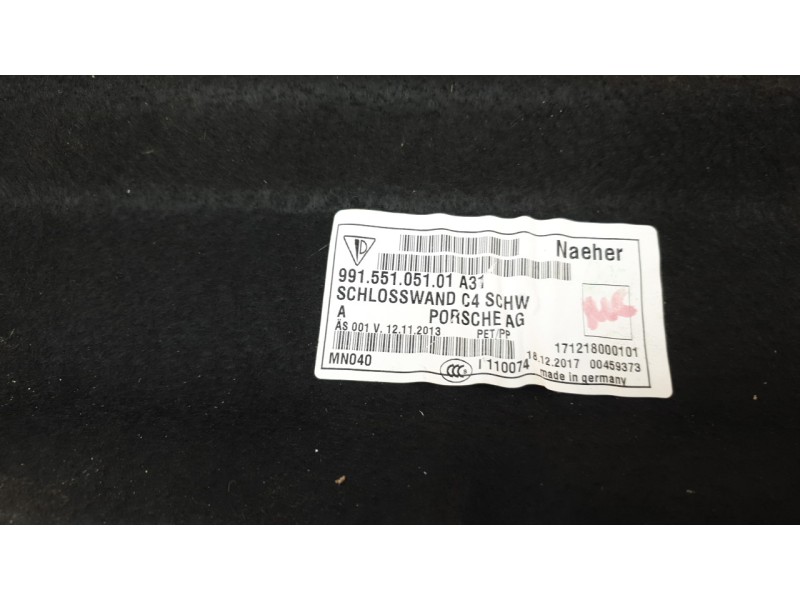 Naeher
991.551.051.01 A31
SCHLOSSWAND C4 SCHW
A PORSCHE AG
ÄS 001 V. 12.11.2013 PET/PP
171218000101
MN040 CCC I 110074 18.12.2017 00459373
made in germany